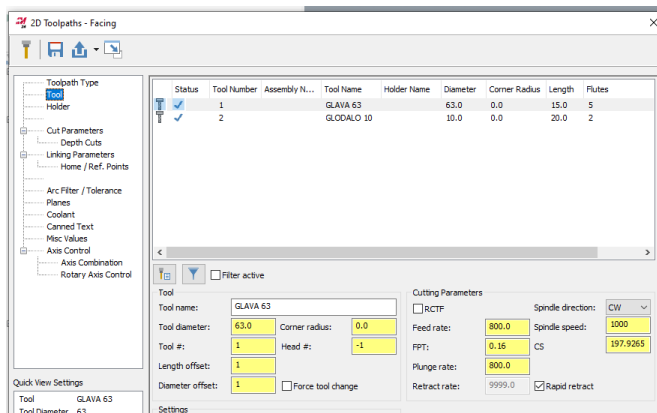 2D Toolpaths - Facing
Toolpath Type
Tool
Holder
Cut Parameters
Depth Cuts
Linking Parameters
Home / Ref. Points
Arc Filter / Tolerance
Planes
Coolant
Canned Text
Misc Values
Axis Control
Axis Combination
Rotary Axis Control
Status Tool Number Assembly N... Tool Name Holder Name Diameter Corner Radius Length Flutes
1 GLAVA 63 63.0 0.0 15.0 5
2 GLODALO 10 10.0 0.0 20.0 2
Filter active
Tool
Tool name: GLAVA 63
Tool diameter: 63.0 Corner radius: 0.0
Tool #: 1 Head #: -1
Length offset: 1
Diameter offset: 1 Force tool change
Cutting Parameters
RCTF Spindle direction: CW
Feed rate: 800.0 Spindle speed: 1000
FPT: 0.16 CS 197.9265
Plunge rate: 800.0
Retract rate: 9999.0 Rapid retract
Settings
Quick View Settings
Tool GLAVA 63
Tool Diameter 63